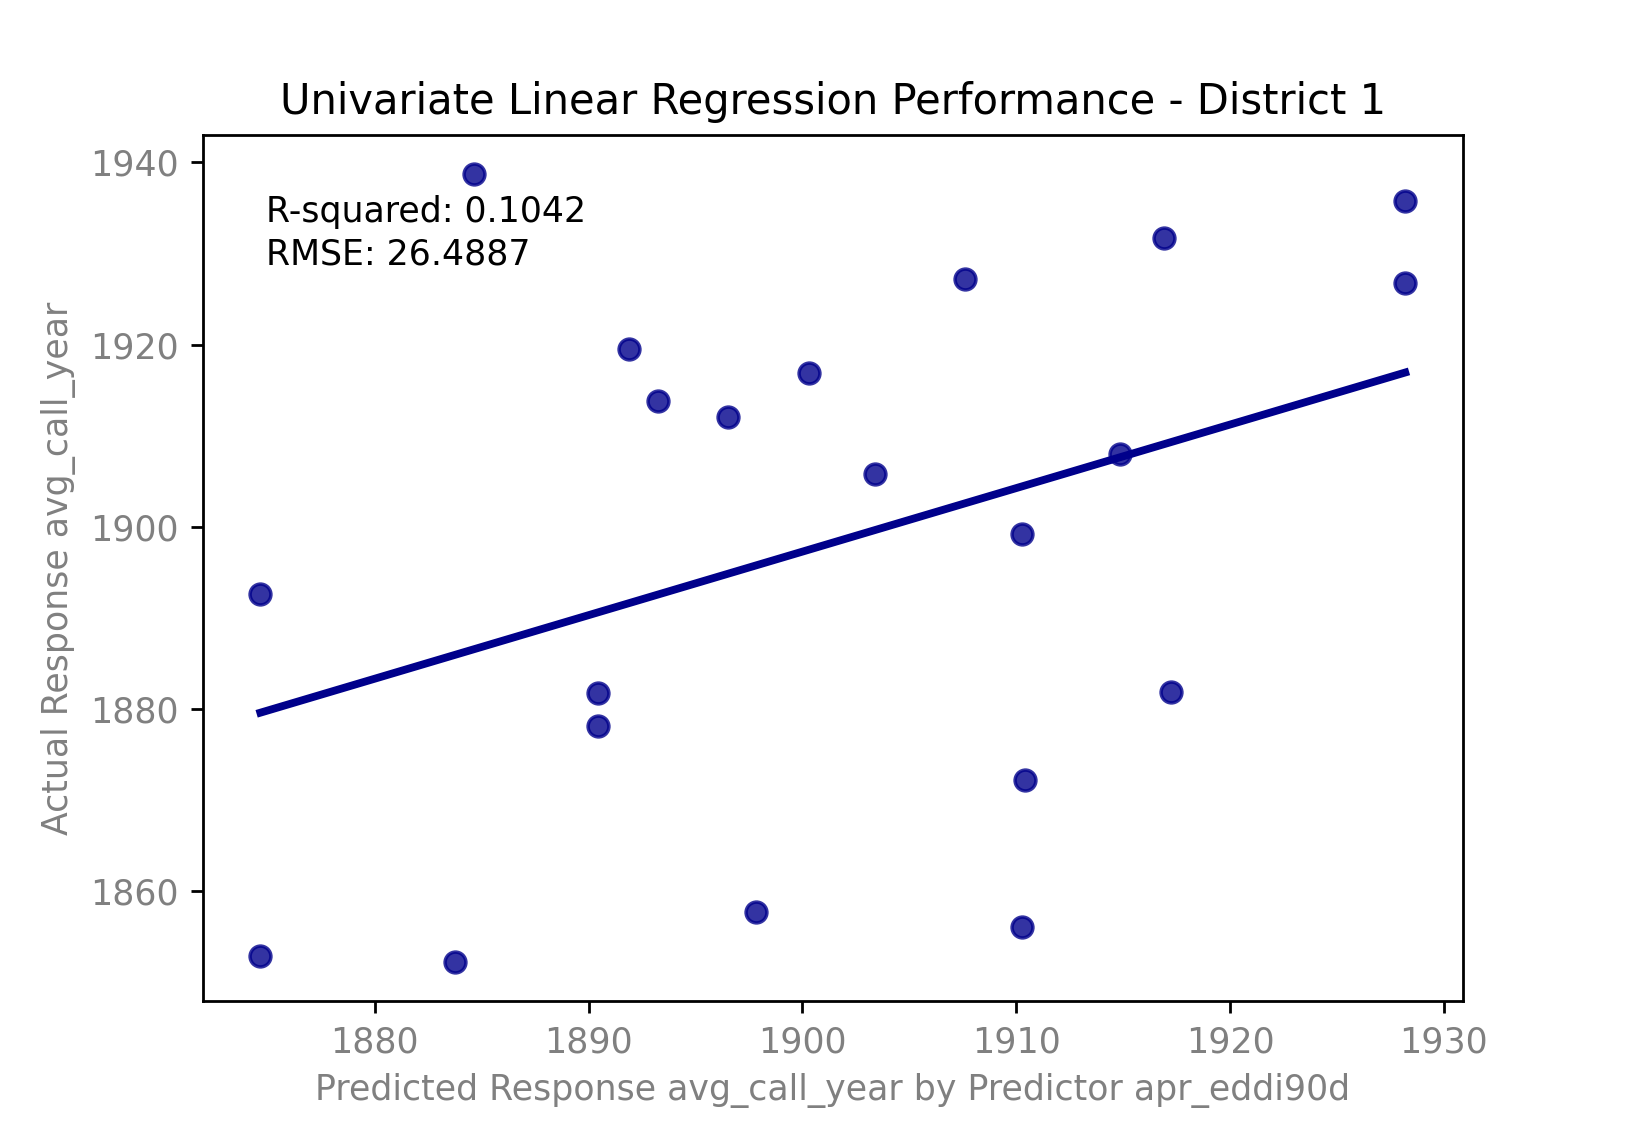 Univariate Linear Regression Performance - District 1
R-squared: 0.1042
RMSE: 26.4887
Actual Response avg_call_year
1940
1920
1900
1880
1860
1880 1890 1900 1910 1920 1930
Predicted Response avg_call_year by Predictor apr_eddi90d